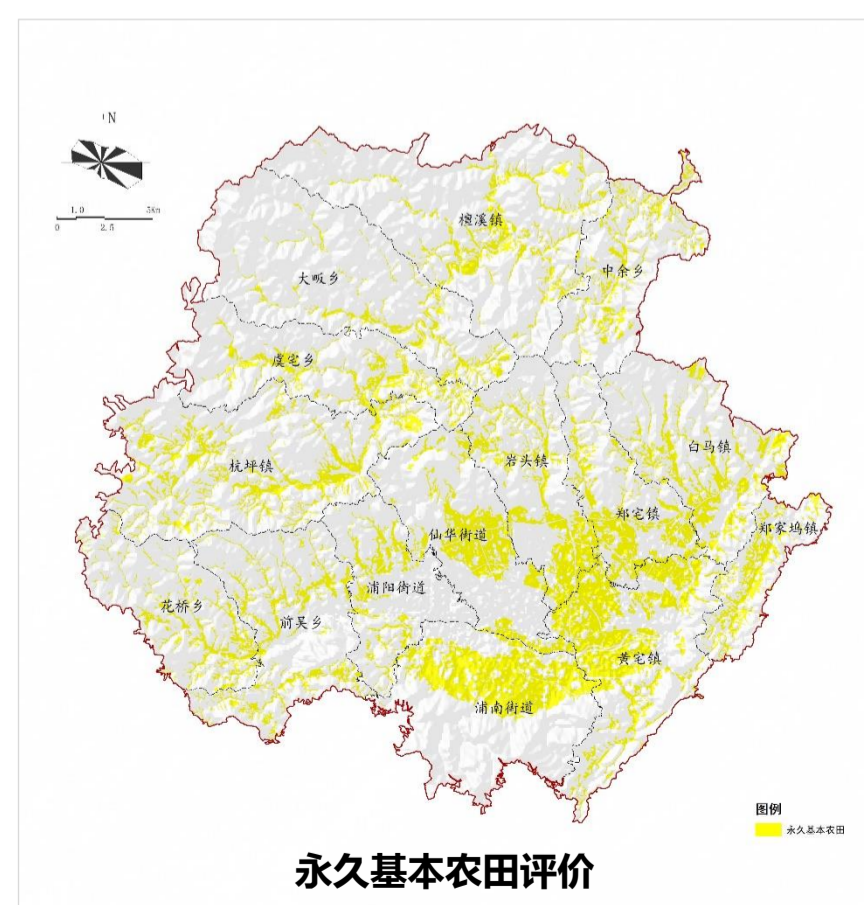 N
1.0
5Km
0
2.5
檀溪镇
中余乡
大畈乡
虞宅乡
白马镇
岩头镇
杭坪镇
郑宅镇
郑家坞镇
仙华街道
浦阳街道
花桥乡
前吴乡
黄宅镇
浦南街道
图例
永久基本农田
永久基本农田评价